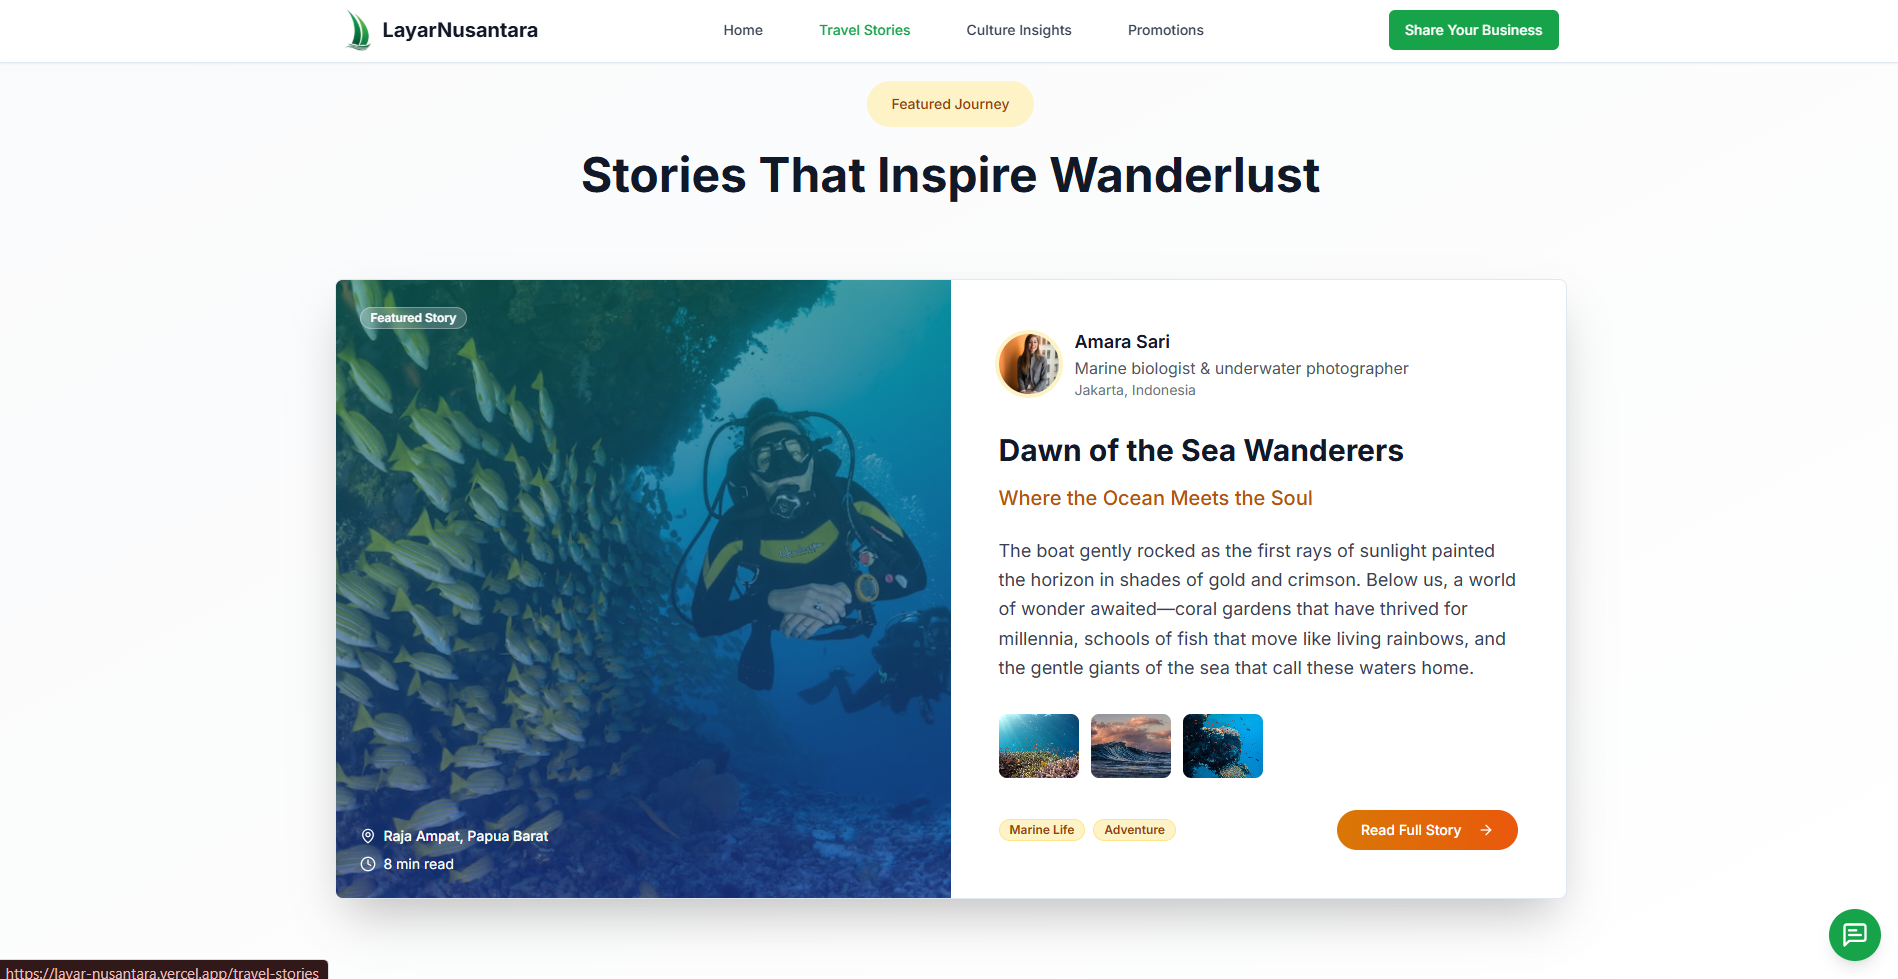 LayarNusantara
Home
Travel Stories
Culture Insights
Promotions
Share Your Business
Featured Journey
Stories That Inspire Wanderlust
Featured Story
Raja Ampat, Papua Barat
8 min read
Amara Sari
Marine biologist & underwater photographer
Jakarta, Indonesia
Dawn of the Sea Wanderers
Where the Ocean Meets the Soul
The boat gently rocked as the first rays of sunlight painted
the horizon in shades of gold and crimson. Below us, a world
of wonder awaited—coral gardens that have thrived for
millennia, schools of fish that move like living rainbows, and
the gentle giants of the sea that call these waters home.
Marine Life
Adventure
Read Full Story
https://layar-nusantara.vercel.app/travel-stories